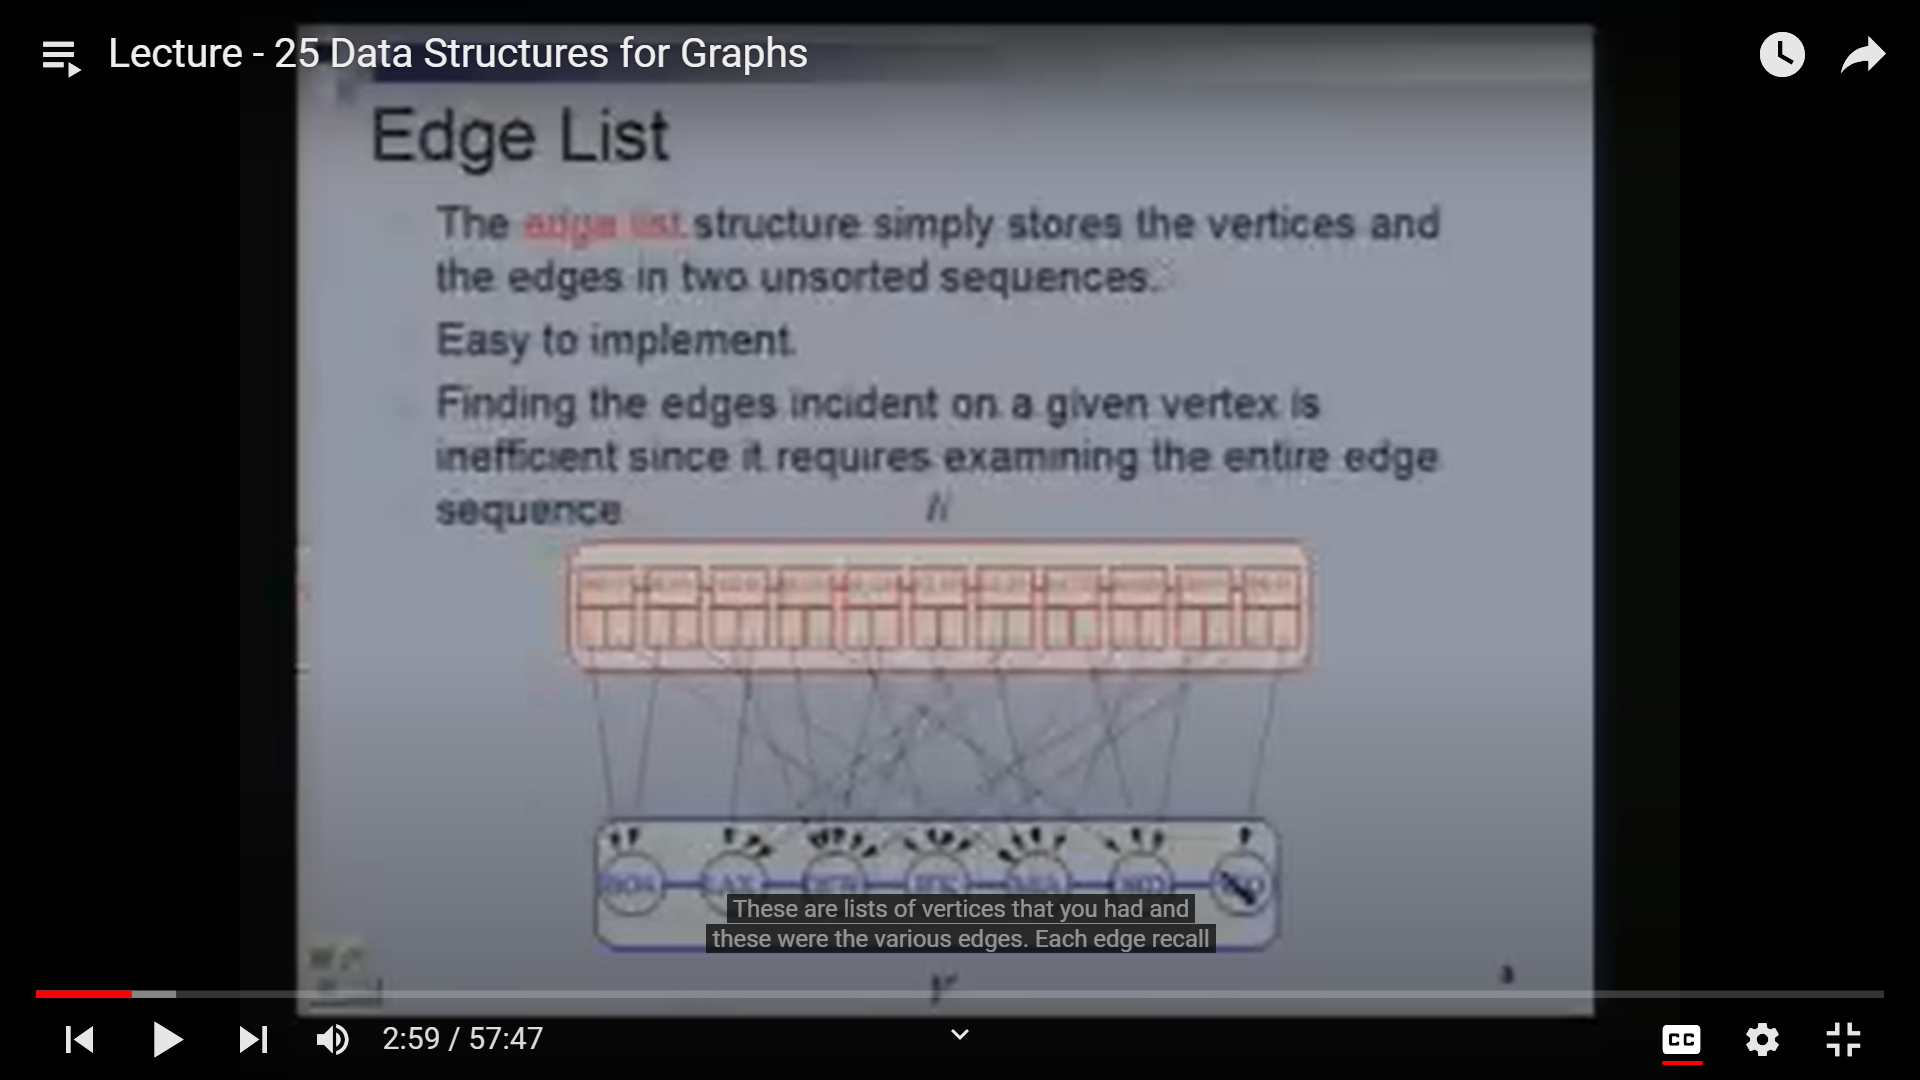 Lecture - 25 Data Structures for Graphs
Edge List
The edge list structure simply stores the vertices and
the edges in two unsorted sequences.
Easy to implement.
Finding the edges incident on a given vertex is
inefficient since it requires examining the entire edge
sequence
E
V
These are lists of vertices that you had and
these were the various edges. Each edge recall
3
2:59 / 57:47
CC